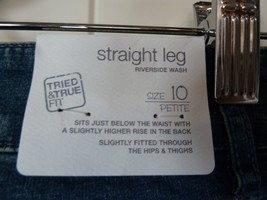 straight leg
RIVERSIDE WASH
TRIED
&TRUE
FIT
SIZE 10
PETITE
SITS JUST BELOW THE WAIST WITH
A SLIGHTLY HIGHER RISE IN THE BACK
SLIGHTLY FITTED THROUGH
THE HIPS & THIGHS